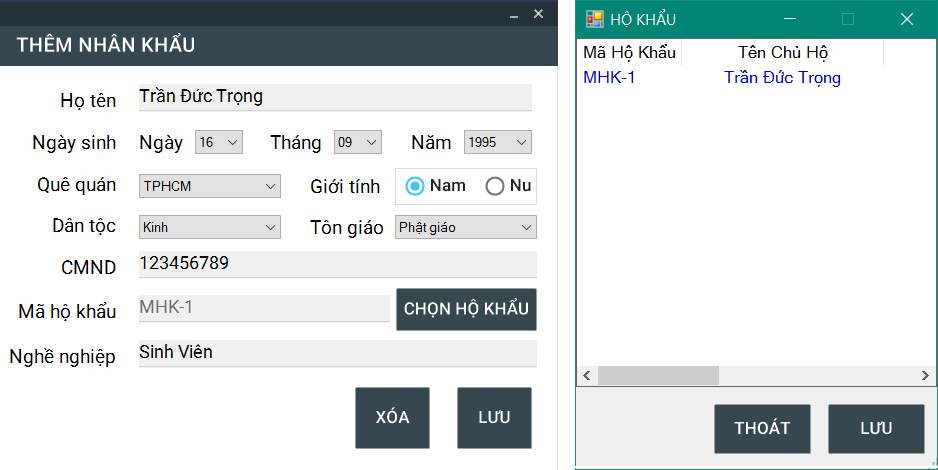 THÊM NHÂN KHẨU
Họ tên Trần Đức Trọng
Ngày sinh Ngày 16 Tháng 09 Năm 1995
Quê quán TPHCM Giới tính Nam Nu
Dân tộc Kinh Tôn giáo Phật giáo
CMND 123456789
Mã hộ khẩu MHK-1 CHỌN HỘ KHẨU
Nghề nghiệp Sinh Viên
XÓA LƯU
HỘ KHẨU
Mã Hộ Khẩu Tên Chủ Hộ
MHK-1 Trần Đức Trọng
THOÁT LƯU